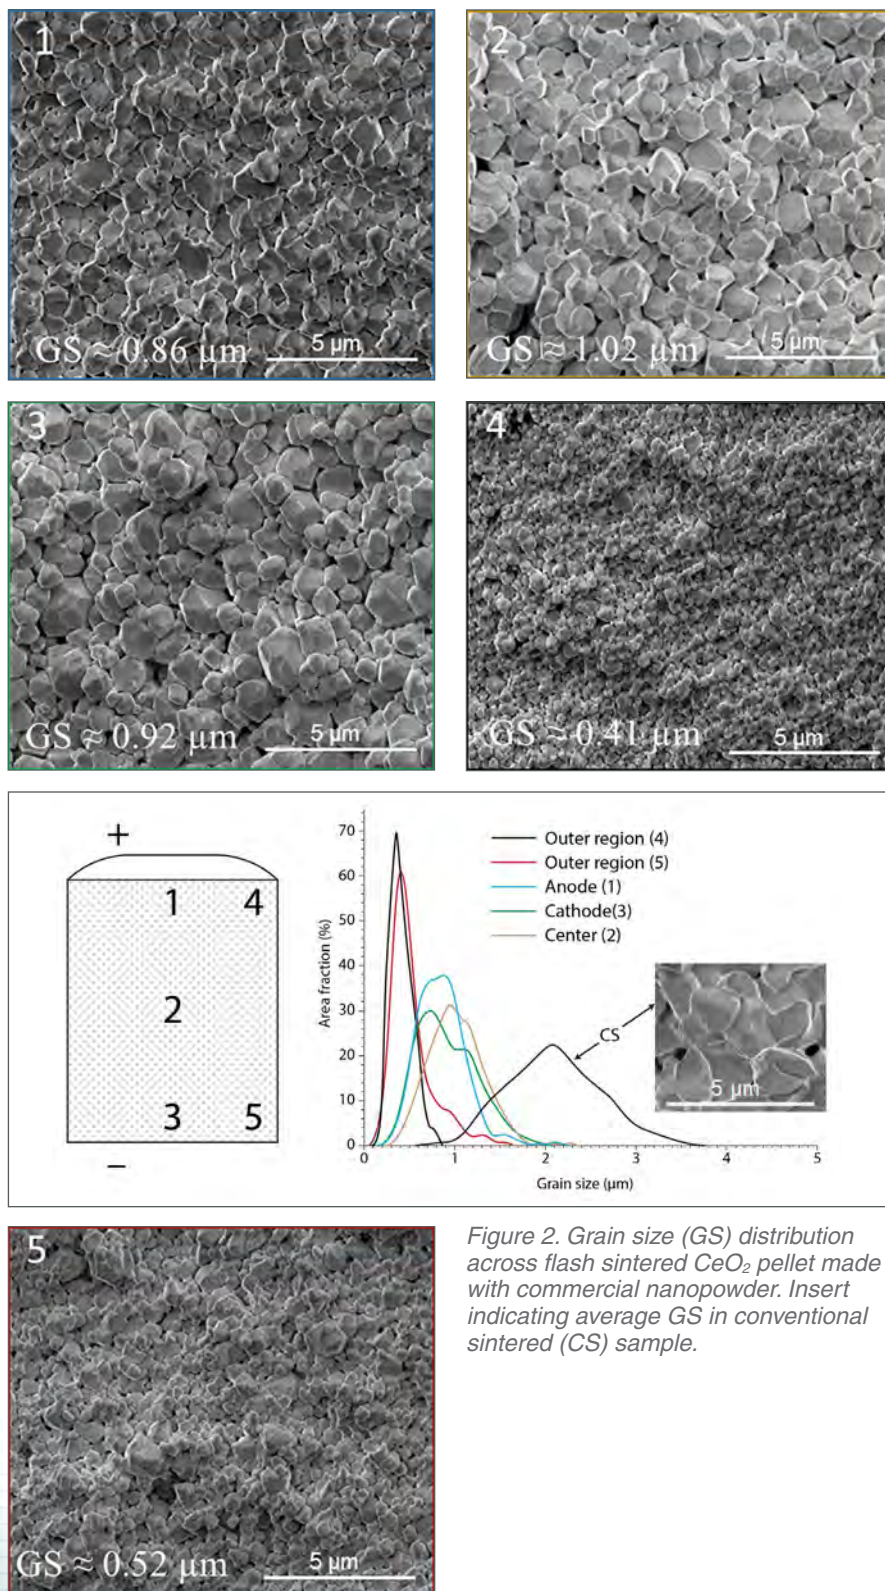 1
GS ≈ 0.86 µm
5 µm
2
GS ≈ 1.02 µm
5 µm
3
GS ≈ 0.92 µm
5 µm
4
GS ≈ 0.41 µm
5 µm
+
1 4
2
3 5
–
Area fraction (%)
70
60
50
40
30
20
10
0
0 1 2 3 4 5
Grain size (µm)
Outer region (4)
Outer region (5)
Anode (1)
Cathode(3)
Center (2)
CS
5 µm
5
GS ≈ 0.52 µm
5 µm
Figure 2. Grain size (GS) distribution
across flash sintered CeO₂ pellet made
with commercial nanopowder. Insert
indicating average GS in conventional
sintered (CS) sample.